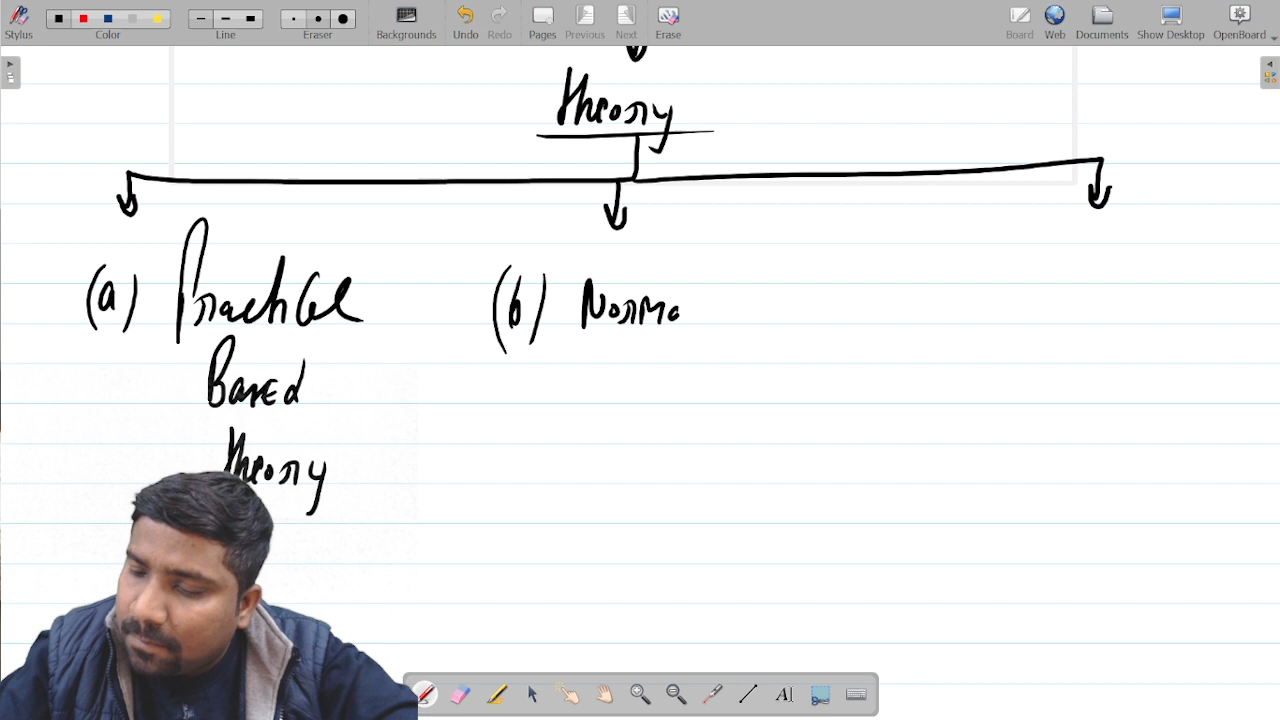 Stylus Color Line Eraser Backgrounds Undo Redo Pages Previous Next Erase Board Web Documents Show Desktop OpenBoard
theory
(a) Practical (b) Norma
Based
theory
A